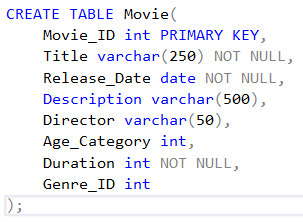 CREATE TABLE Movie(
Movie_ID int PRIMARY KEY,
Title varchar(250) NOT NULL,
Release_Date date NOT NULL,
Description varchar(500),
Director varchar(50),
Age_Category int,
Duration int NOT NULL,
Genre_ID int
);